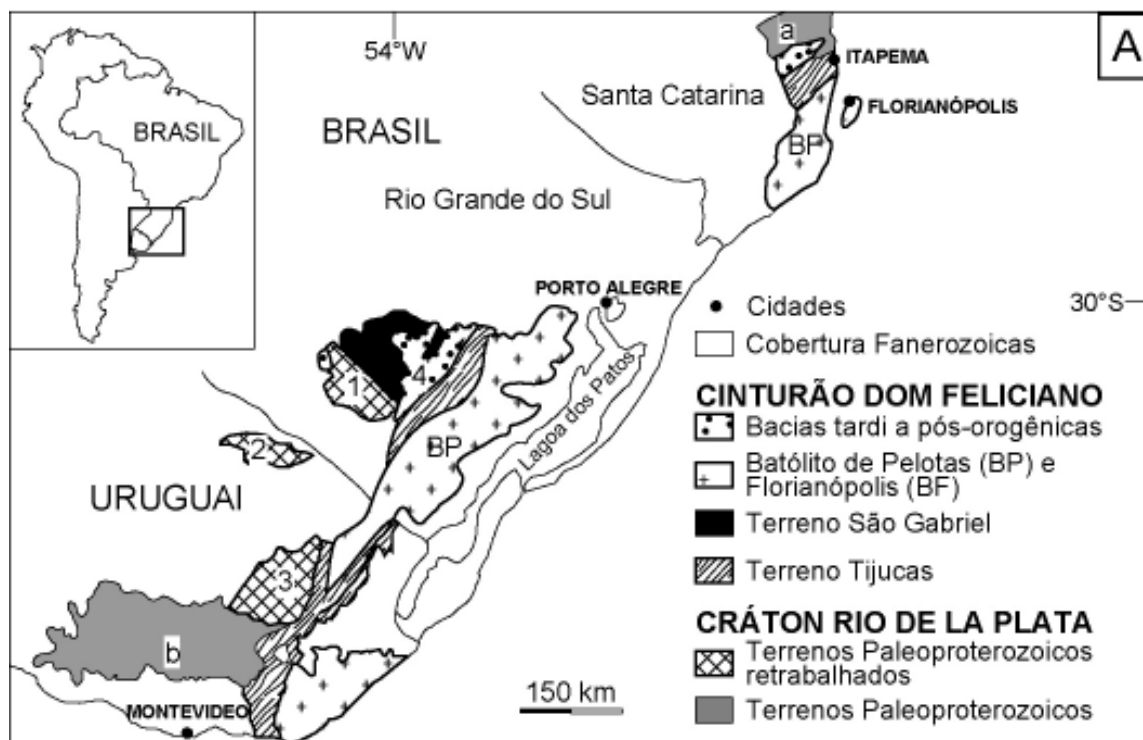 A
54°W
a
ITAPEMA
Santa Catarina
FLORIANÓPOLIS
BRASIL
BRASIL
BP
Rio Grande do Sul
PORTO ALEGRE
30°S
Cidades
Cobertura Fanerozoicas
1
4
Lagoa dos Patos
CINTURÃO DOM FELICIANO
Bacias tardi a pós-orogênicas
2
BP
Batólito de Pelotas (BP) e
Florianópolis (BF)
URUGUAI
Terreno São Gabriel
3
Terreno Tijucas
CRÁTON RIO DE LA PLATA
b
Terrenos Paleoproterozoicos
retrabalhados
150 km
MONTEVIDEO
Terrenos Paleoproterozoicos